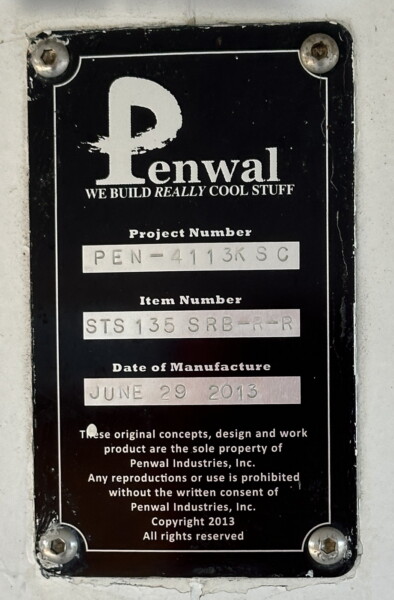 Penwal
WE BUILD REALLY COOL STUFF
Project Number
PEN-4113KSC
Item Number
STS 135 SRB-R-R
Date of Manufacture
JUNE 29 2013
These original concepts, design and work
product are the sole property of
Penwal Industries, Inc.
Any reproductions or use is prohibited
without the written consent of
Penwal Industries, Inc.
Copyright 2013
All rights reserved